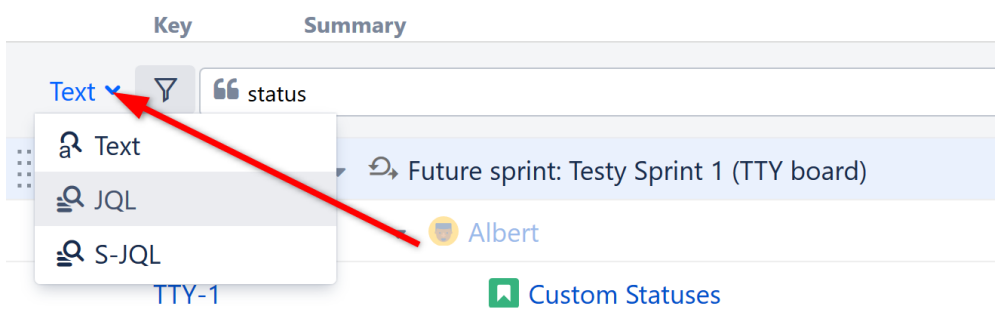 Key Summary
Text status
Text
Future sprint: Testy Sprint 1 (TTY board)
JQL
Albert
S-JQL
TTY-1 Custom Statuses